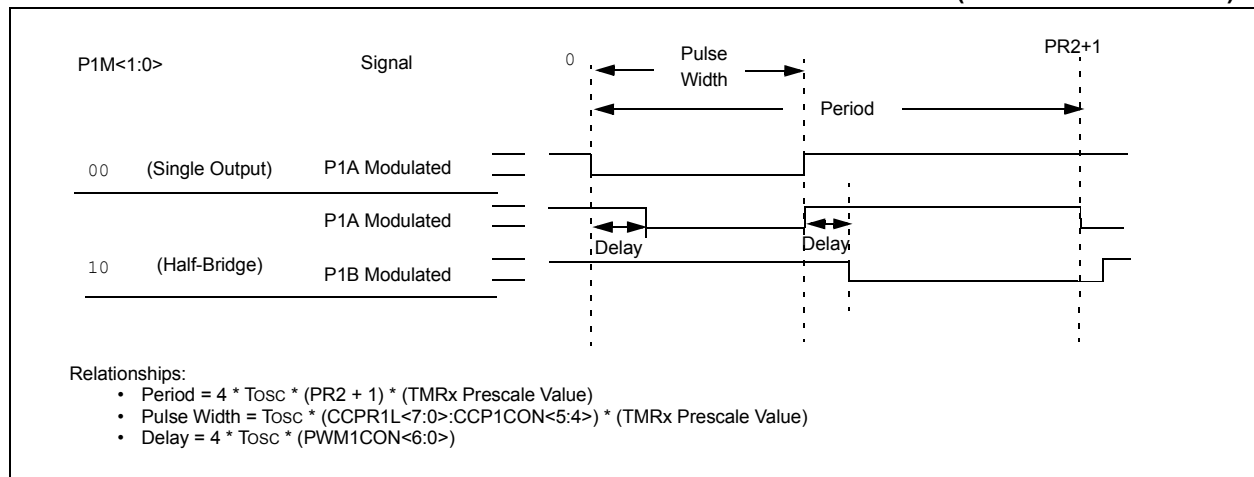 P1M<1:0>
Signal
0
Pulse
Width
PR2+1
Period
00
(Single Output)
P1A Modulated
P1A Modulated
Delay
Delay
10
(Half-Bridge)
P1B Modulated
Relationships:
• Period = 4 * TOSC * (PR2 + 1) * (TMRx Prescale Value)
• Pulse Width = TOSC * (CCPR1L<7:0>:CCP1CON<5:4>) * (TMRx Prescale Value)
• Delay = 4 * TOSC * (PWM1CON<6:0>)